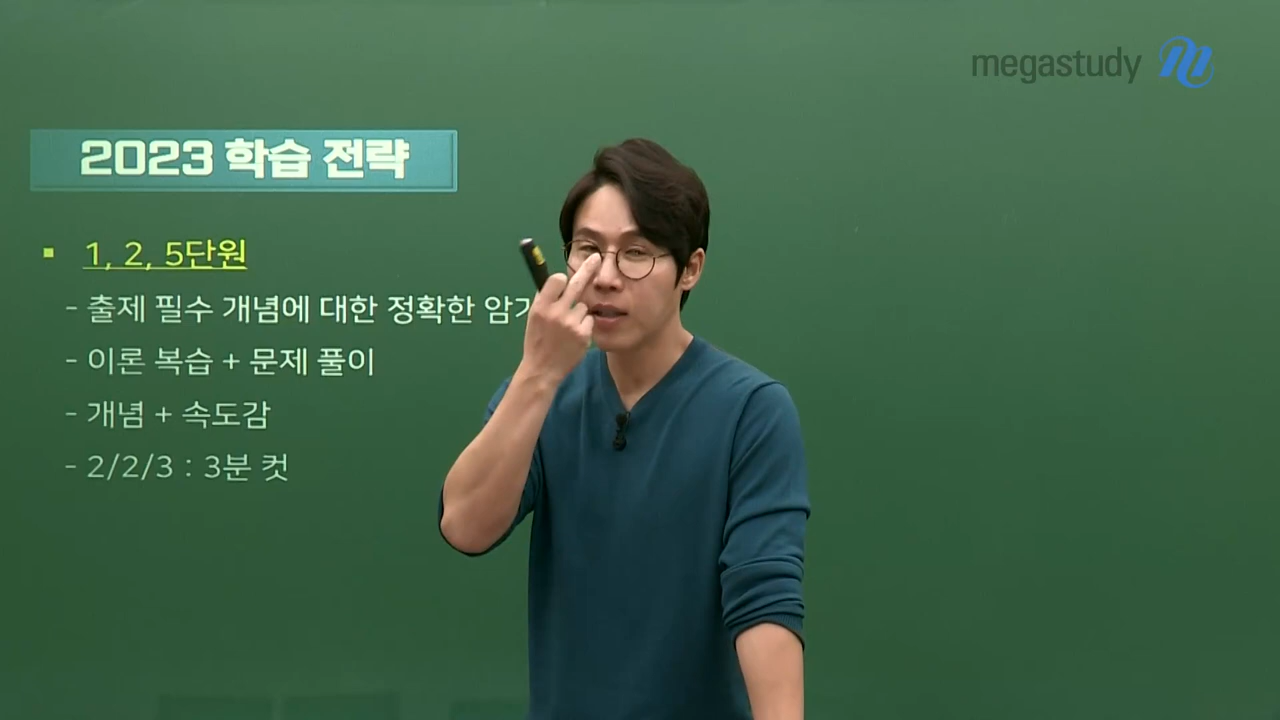 megastudy
2023 학습 전략
1, 2, 5단원
- 출제 필수 개념에 대한 정확한
- 이론 복습 + 문제 풀이
- 개념 + 속도감
- 2/2/3 : 3분 컷